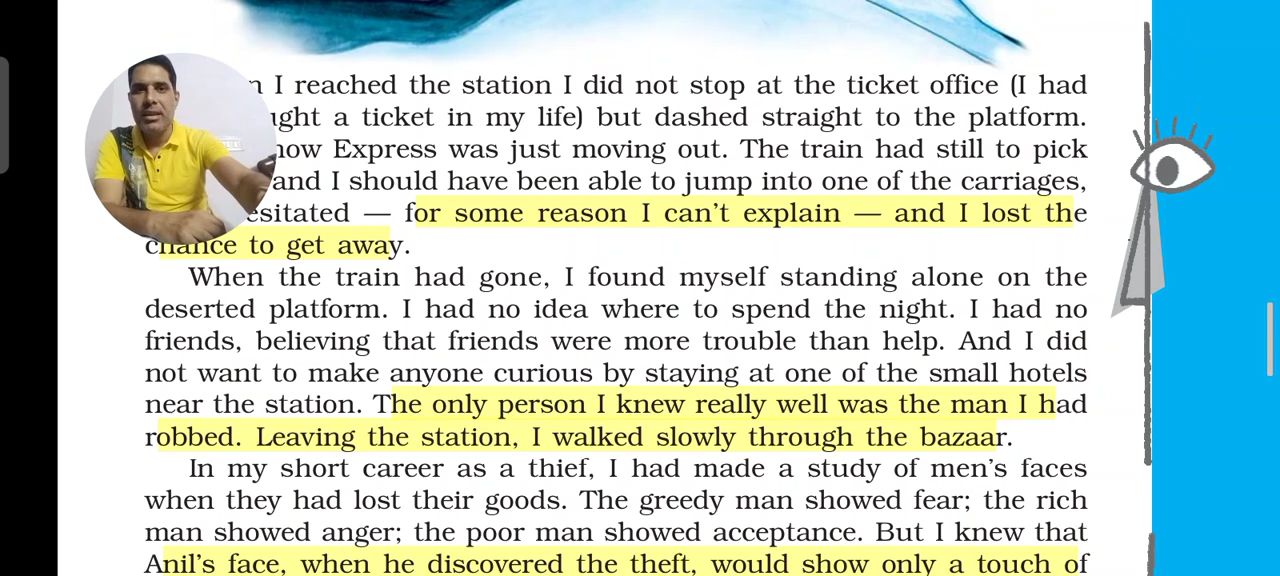 I reached the station I did not stop at the ticket office (I had
a ticket in my life) but dashed straight to the platform.
Express was just moving out. The train had still to pick
and I should have been able to jump into one of the carriages,
— for some reason I can't explain — and I lost the
chance to get away.
When the train had gone, I found myself standing alone on the
deserted platform. I had no idea where to spend the night. I had no
friends, believing that friends were more trouble than help. And I did
not want to make anyone curious by staying at one of the small hotels
near the station. The only person I knew really well was the man I had
robbed. Leaving the station, I walked slowly through the bazaar.
In my short career as a thief, I had made a study of men's faces
when they had lost their goods. The greedy man showed fear; the rich
man showed anger; the poor man showed acceptance. But I knew that
Anil's face, when he discovered the theft, would show only a touch of